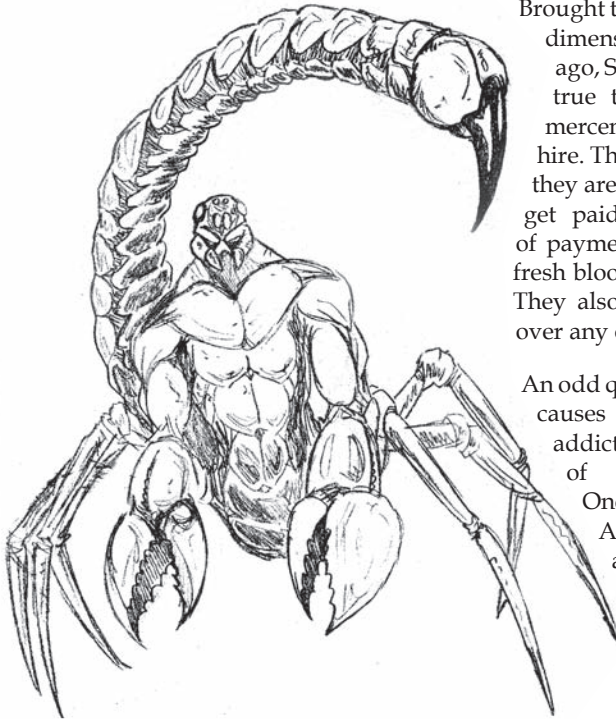 Brought t
dimens
ago, S
true t
mercen
hire. Th
they are
get paid
of payme
fresh bloo
They also
over any
An odd q
causes
addict
of
On
A
a